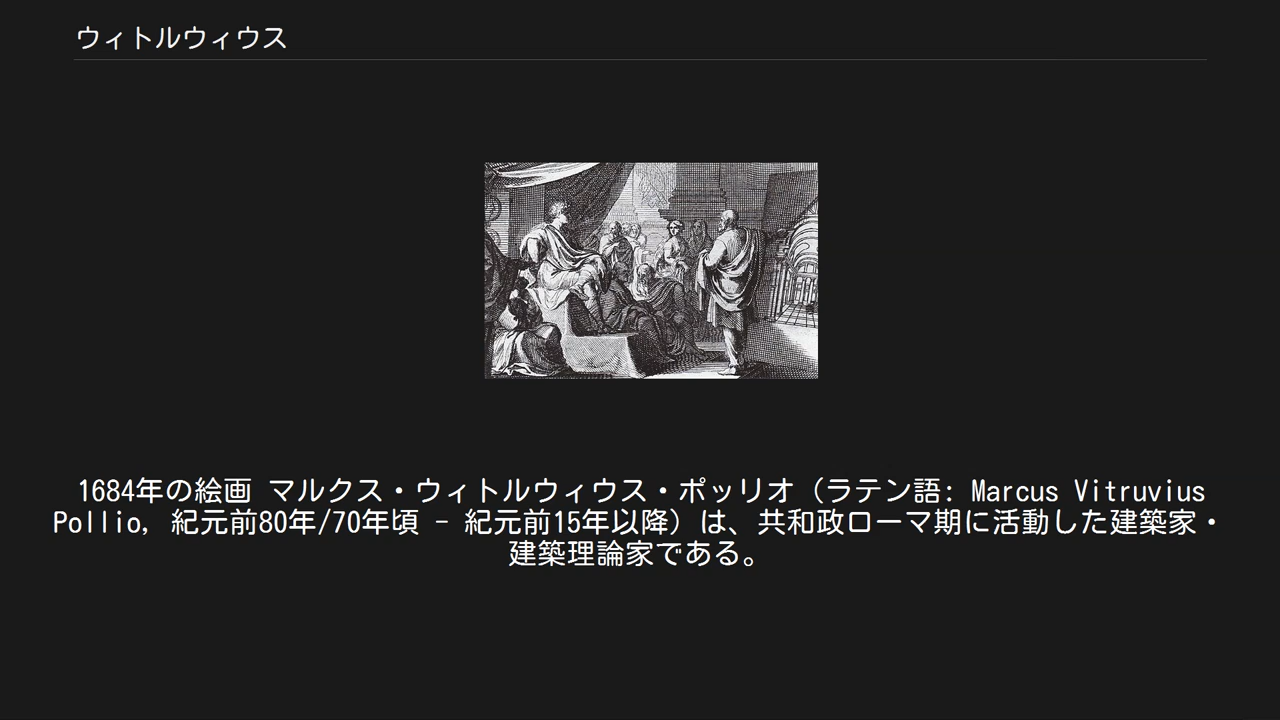 ウィトルウィウス
1684年の絵画 マルクス・ウィトルウィウス・ポッリオ（ラテン語: Marcus Vitruvius
Pollio, 紀元前80年/70年頃 - 紀元前15年以降）は、共和政ローマ期に活動した建築家・
建築理論家である。